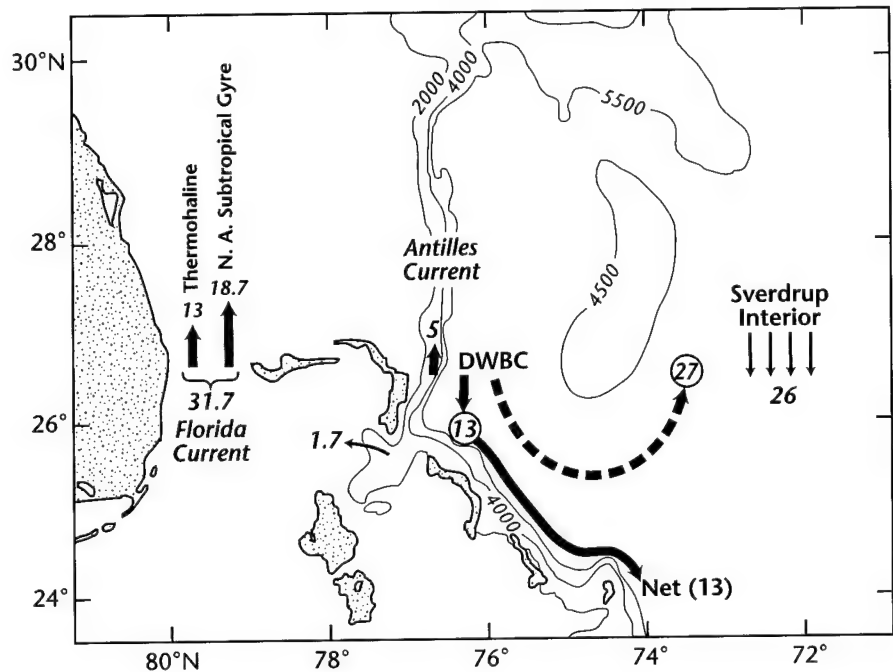 30°N
28°
26°
24°
80°N
78°
76°
74°
72°
Thermohaline
13
N. A. Subtropical Gyre
18.7
31.7
Florida
Current
2000
4000
5500
4500
Antilles
Current
5
DWBC
13
27
Sverdrup
Interior
26
1.7
4000
Net (13)